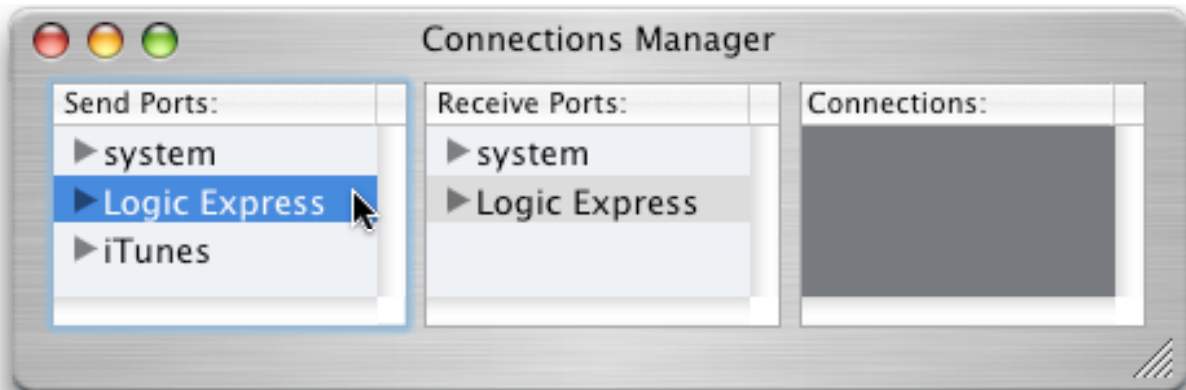 Connections Manager
Send Ports:
system
Logic Express
iTunes
Receive Ports:
system
Logic Express
Connections: